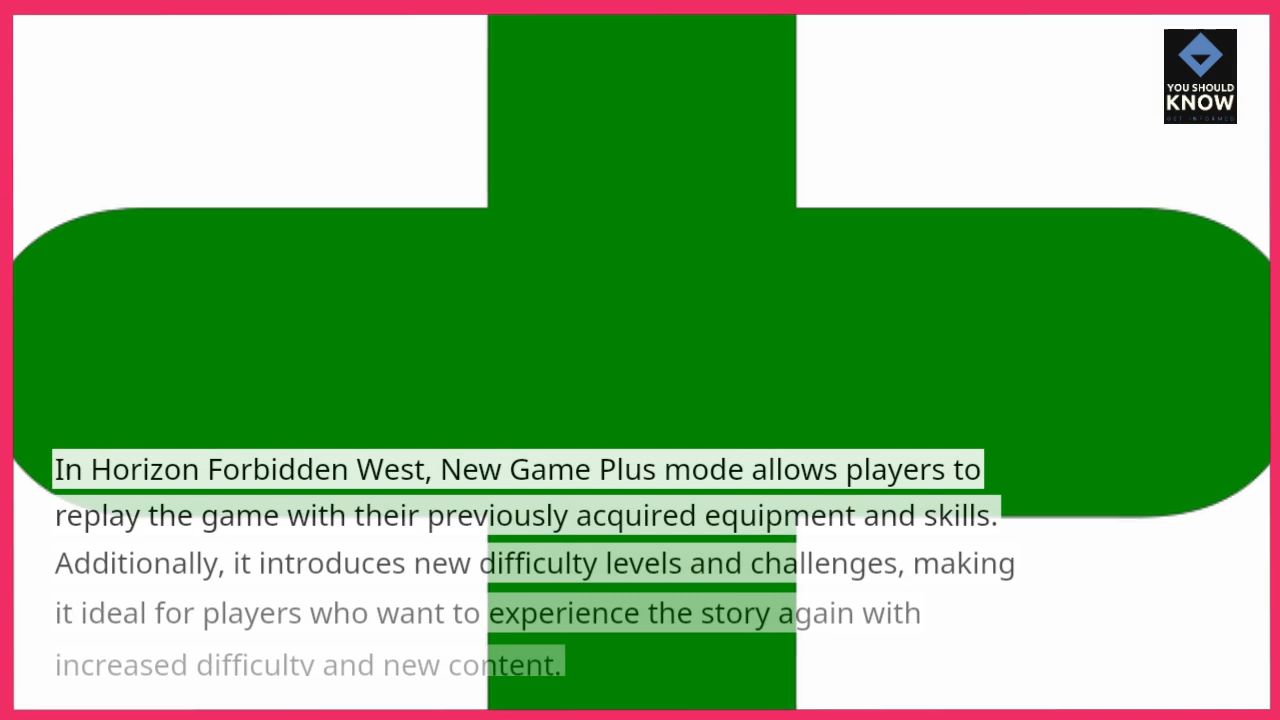 YOU SHOULD
KNOW
GET INFORMED
In Horizon Forbidden West, New Game Plus mode allows players to
replay the game with their previously acquired equipment and skills.
Additionally, it introduces new difficulty levels and challenges, making
it ideal for players who want to experience the story again with
increased difficulty and new content.